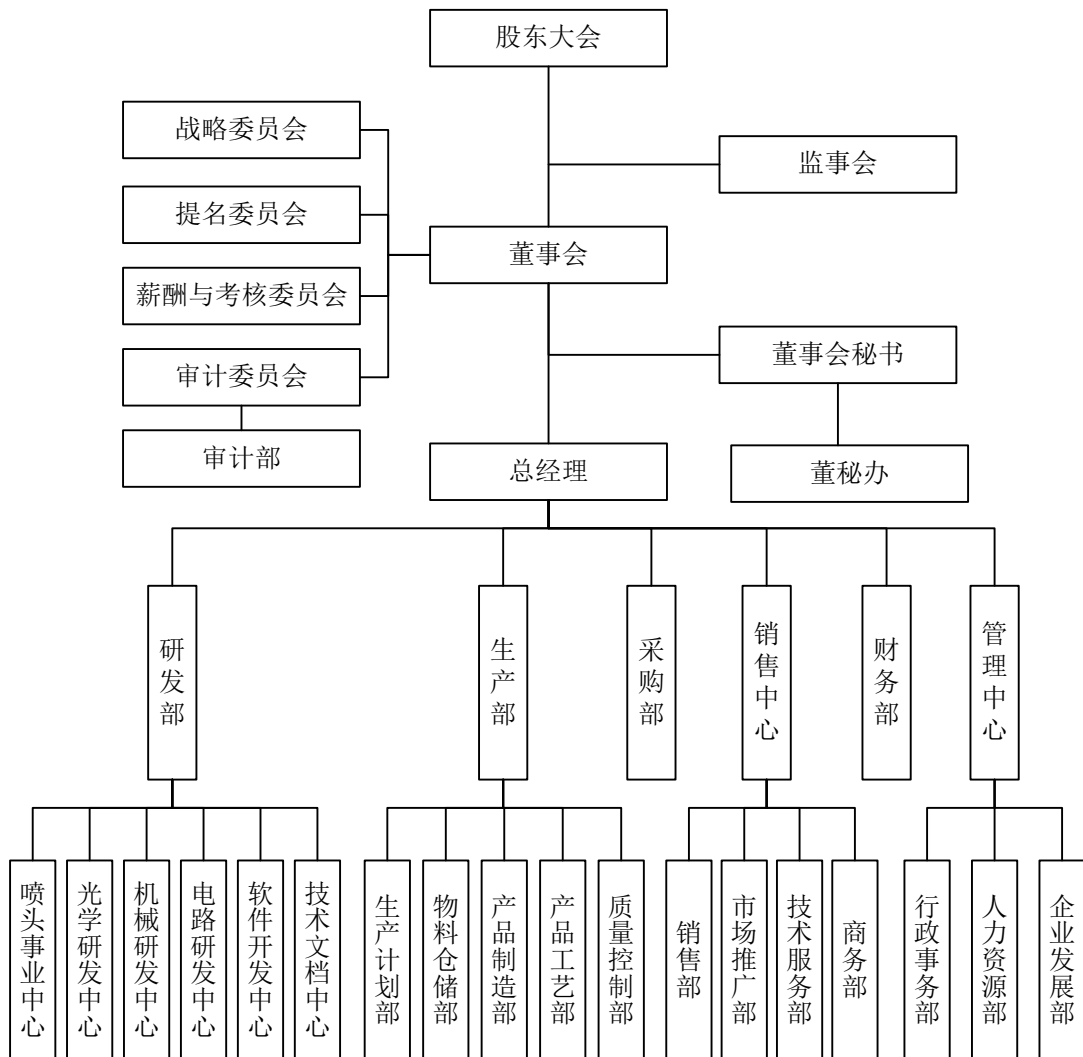 股东大会
战略委员会
监事会
提名委员会
董事会
薪酬与考核委员会
董事会秘书
审计委员会
审计部
总经理
董秘办
研发部
生产部
采购部
销售中心
财务部
管理中心
喷头事业中心
光学研发中心
机械研发中心
电路研发中心
软件开发中心
技术文档中心
生产计划部
物料仓储部
产品制造部
产品工艺部
质量控制部
销售部
市场推广部
技术服务部
商务部
行政事务部
人力资源部
企业发展部